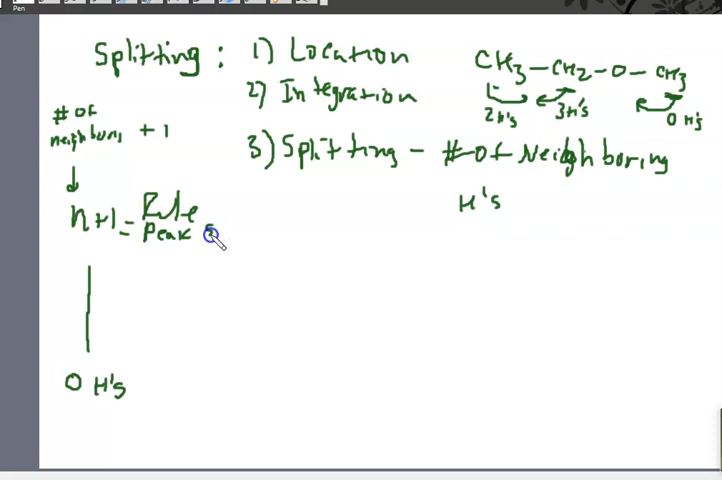 Pen
Splitting : 1) Location
2) Integration
3) Splitting - # of Neighboring
H's
CH3-CH2-O-CH3
2H's 3H's 0 H's
# of
neighbors + 1
n+1 = Rule
Peaks
0 H's